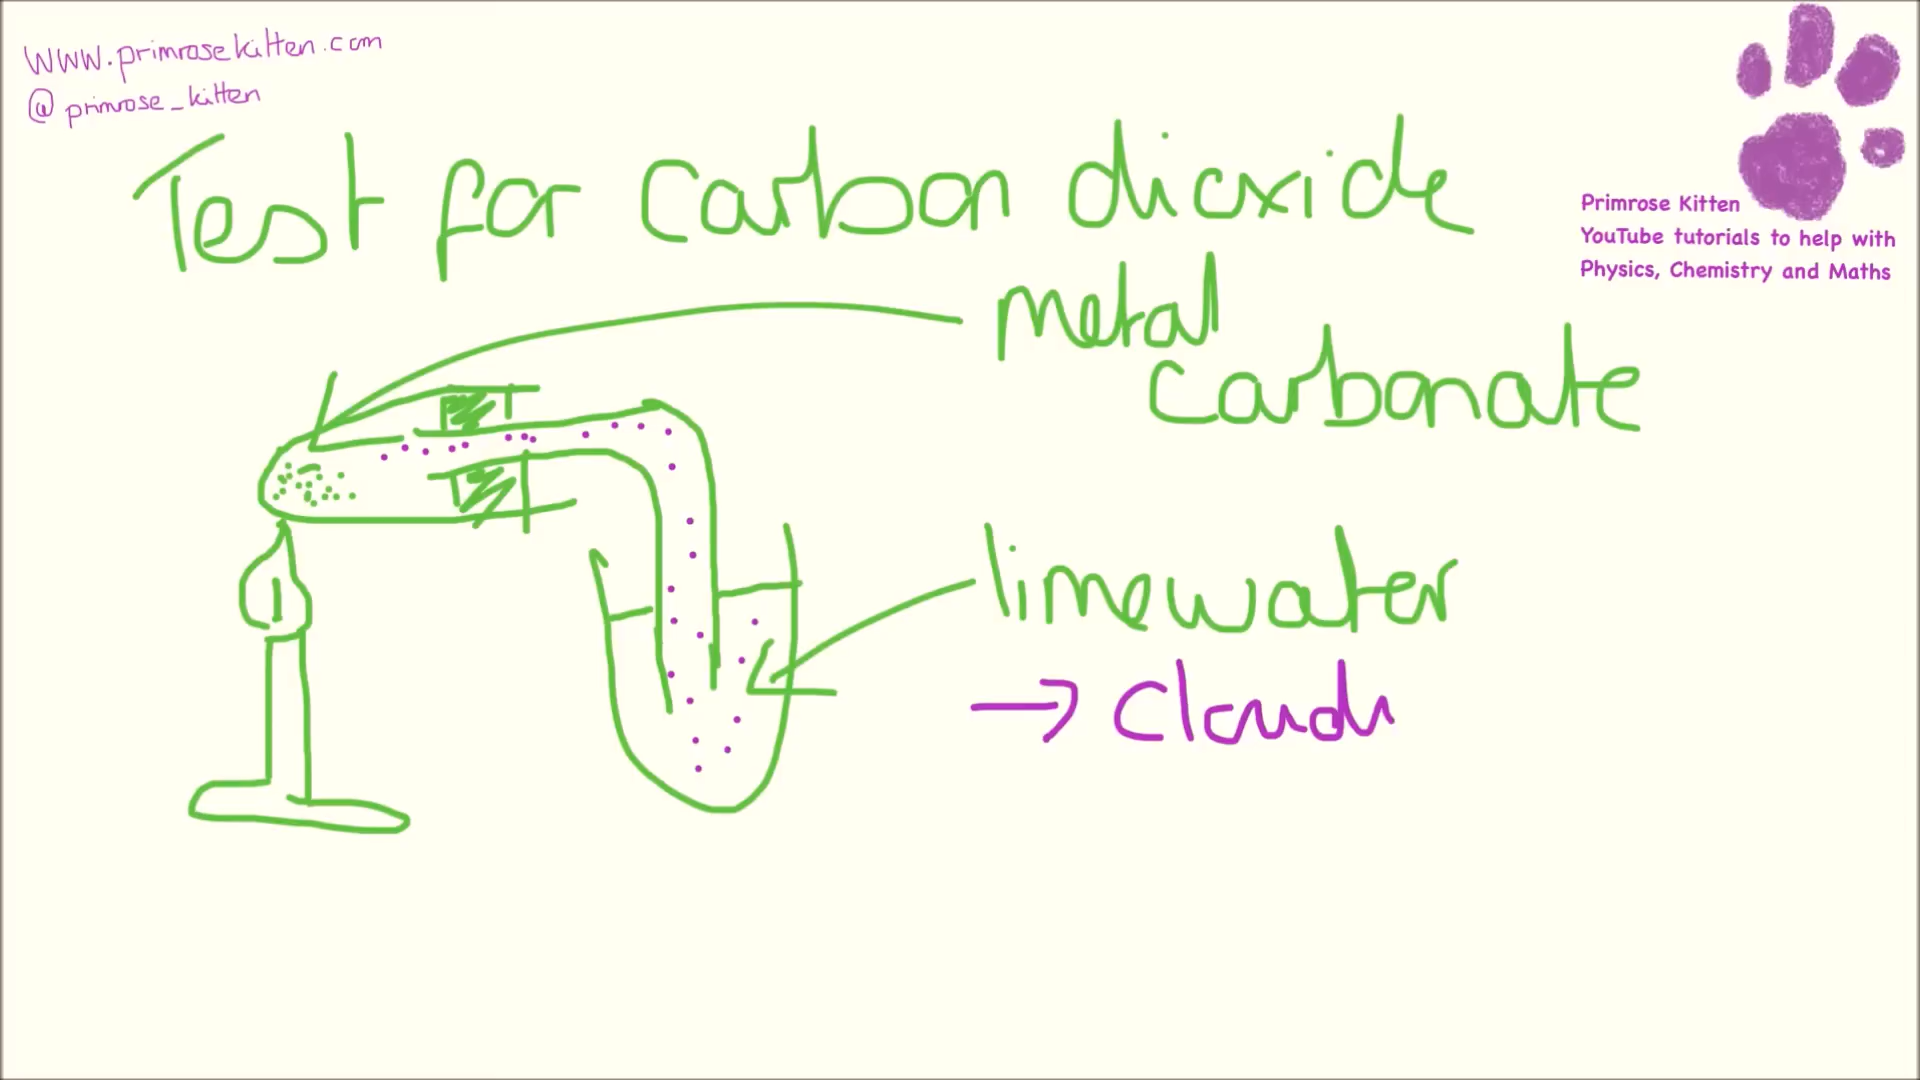 www.primrosekitten.com
@primrose_kitten
Test for carbon dioxide
Primrose Kitten
YouTube tutorials to help with
Physics, Chemistry and Maths
metal
carbonate
limewater
→